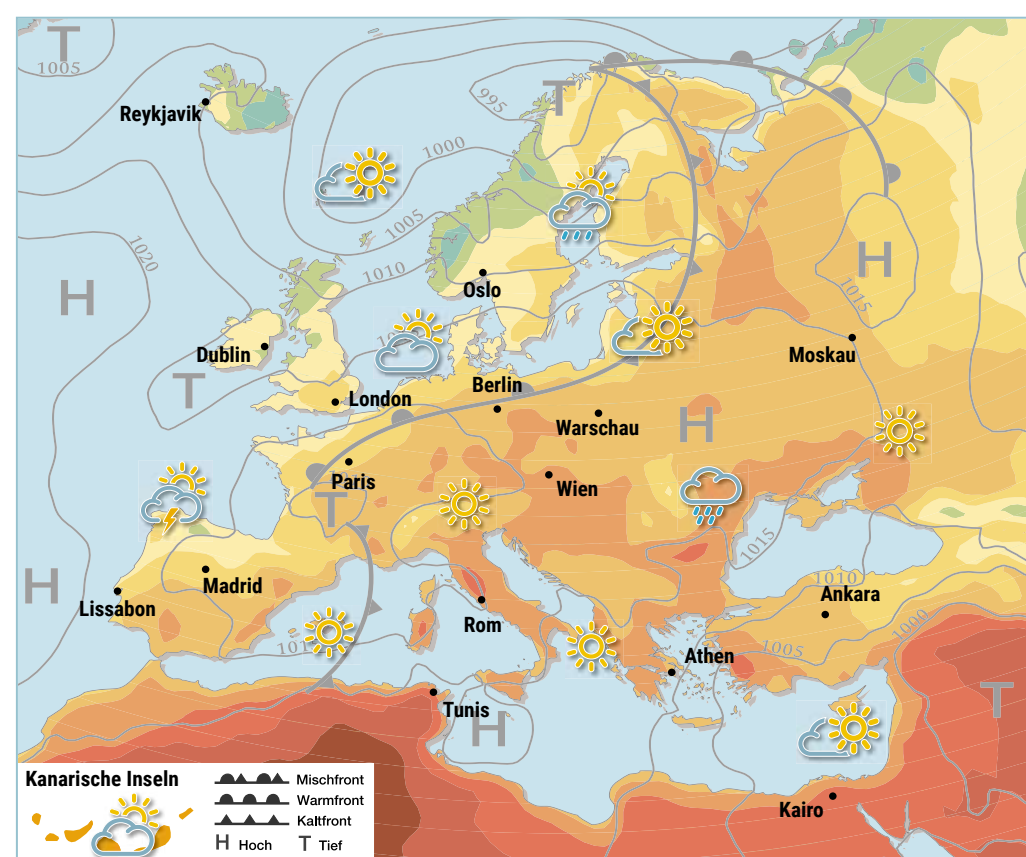 T
1005
Reykjavik
995
T
1000
1005
1010
1020
H
H
1015
Oslo
Dublin
T
London
Berlin
Moskau
Warschau
H
Paris
T
Wien
1015
H
Madrid
Lissabon
Rom
1010
Ankara
1000
1005
Athen
T
Tunis
H
Kairo
Kanarische Inseln
Mischfront
Warmfront
Kaltfront
H Hoch
T Tief